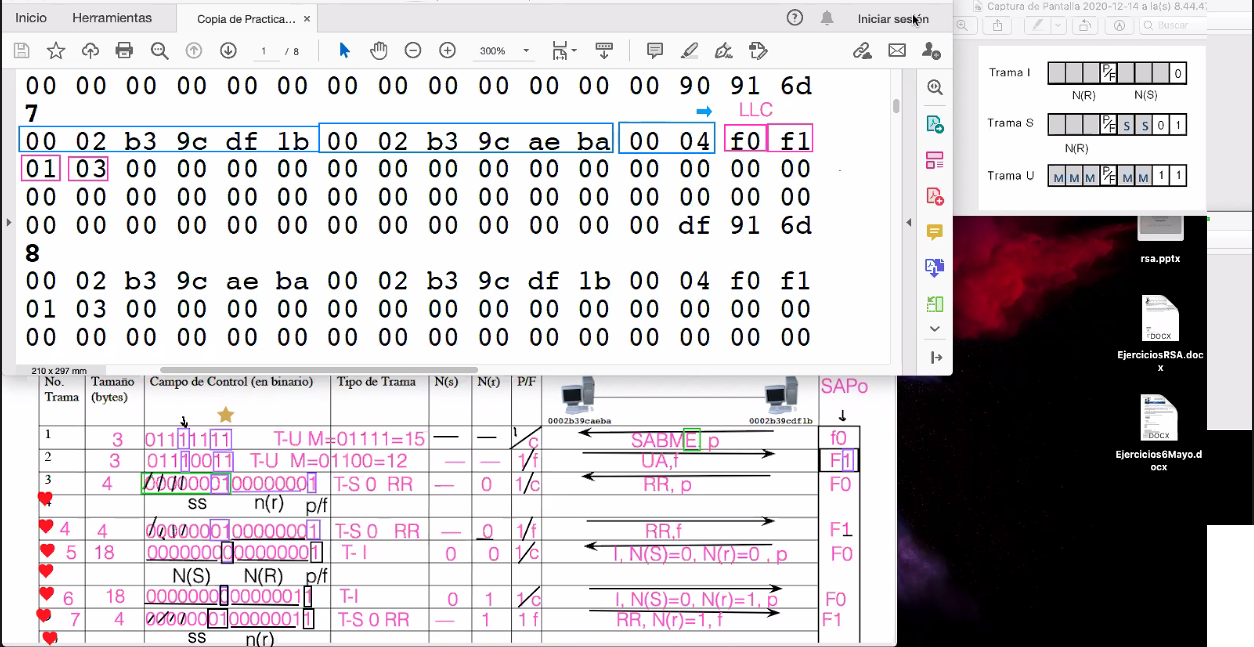 Inicio Herramientas Copia de Practica... × Iniciar sesión
1 / 8 300%
00 00 00 00 00 00 00 00 00 00 00 00 00 90 91 6d
7
LLC
00 02 b3 9c df 1b 00 02 b3 9c ae ba 00 04 f0 f1
01 03 00 00 00 00 00 00 00 00 00 00 00 00 00 00
00 00 00 00 00 00 00 00 00 00 00 00 00 00 00 00
00 00 00 00 00 00 00 00 00 00 00 00 00 df 91 6d
8
00 02 b3 9c ae ba 00 02 b3 9c df 1b 00 04 f0 f1
01 03 00 00 00 00 00 00 00 00 00 00 00 00 00 00
00 00 00 00 00 00 00 00 00 00 00 00 00 00 00 00
210 x 297 mm
Captura de Pantalla 2020-12-14 a la(s) 8.44.47
Buscar
Trama I P/F 0
N(R) N(S)
Trama S P/F S S 0 1
N(R)
Trama U M M M P/F M M 1 1
rsa.pptx
DOCX
EjerciciosRSA.doc
x
DOCX
Ejercicios6Mayo.d
ocx
No. Trama Tamaño (bytes) Campo de Control (en binario) Tipo de Trama N(s) N(r) P/F SAPo
0002b39caeba 0002b39cdf1b
1 3 01111111 T-U M=01111=15 — — 1/c SABME, p f0
2 3 01110011 T-U M=01100=12 — — 1/f UA,f F1
3 4 0000000100000001 T-S 0 RR — 0 1/c RR, p F0
ss n(r) p/f
4 4 0000000100000001 T-S 0 RR — 0 1/f RR,f F1
5 18 0000000000000001 T- I 0 0 1/c I, N(S)=0, N(r)=0 , p F0
N(S) N(R) p/f
6 18 0000000000000011 T-I 0 1 1/c I, N(S)=0, N(r)=1, p F0
7 4 0000000100000011 T-S 0 RR — 1 1 f RR, N(r)=1, f F1
ss n(r)